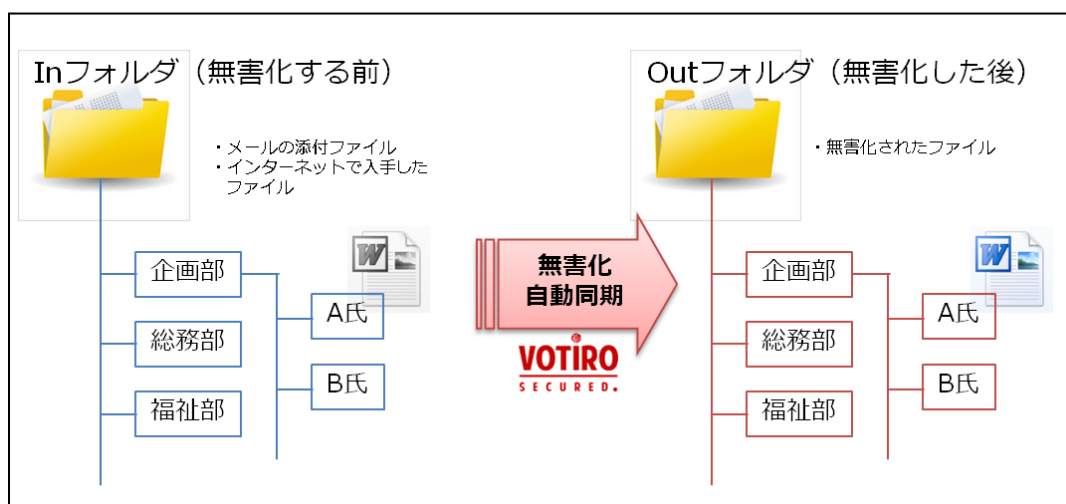 Inフォルダ（無害化する前）
・メールの添付ファイル
・インターネットで入手した
ファイル
企画部
総務部
福祉部
A氏
B氏
W
無害化
自動同期
VOTIRO
SECURED.
Outフォルダ（無害化した後）
・無害化されたファイル
企画部
総務部
福祉部
A氏
B氏
W